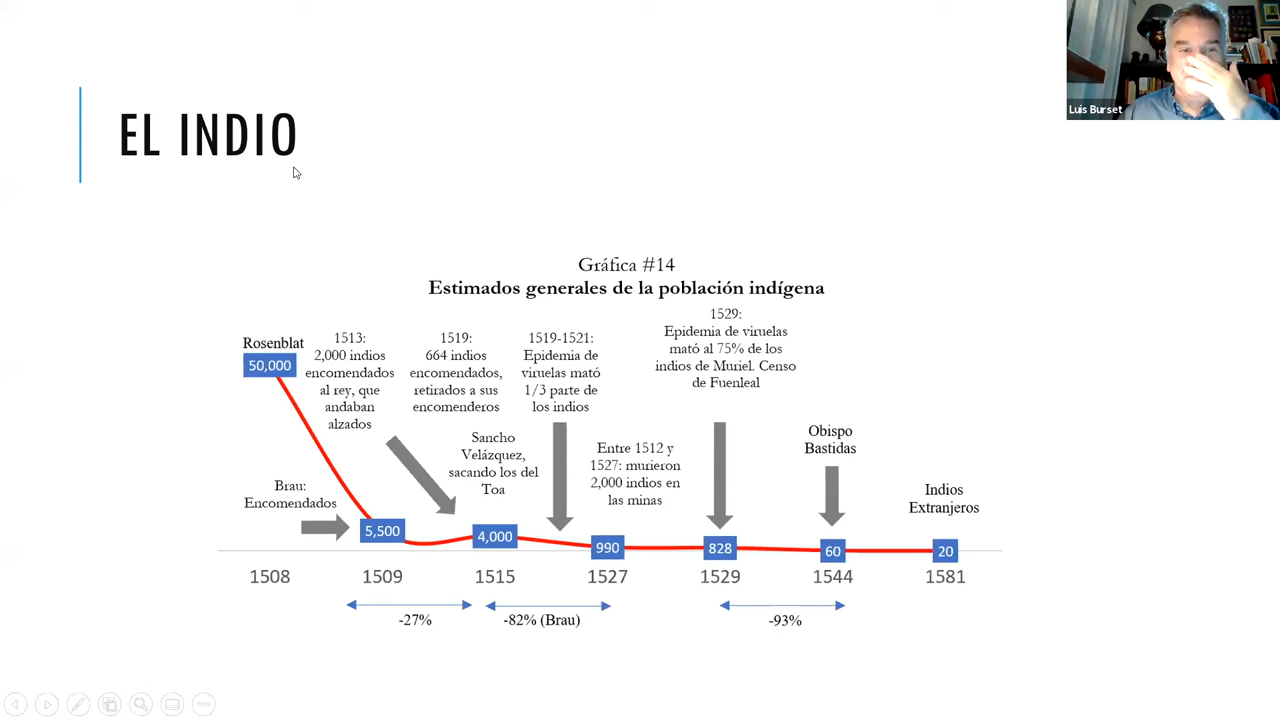 Luis Burset
EL INDIO
Gráfica #14
Estimados generales de la población indígena
Rosenblat
50,000
1513:
2,000 indios
encomendados
al rey, que
andaban
alzados
1519:
664 indios
encomendados,
retirados a sus
encomenderos
1519-1521:
Epidemia de
viruelas mató
1/3 parte de
los indios
1529:
Epidemia de viruelas
mató al 75% de los
indios de Muriel. Censo
de Fuenleal
Brau:
Encomendados
Sancho
Velázquez,
sacando los del
Toa
Entre 1512 y
1527: murieron
2,000 indios en
las minas
Obispo
Bastidas
Indios
Extranjeros
5,500
4,000
990
828
60
20
1508
1509
1515
1527
1529
1544
1581
-27%
-82% (Brau)
-93%